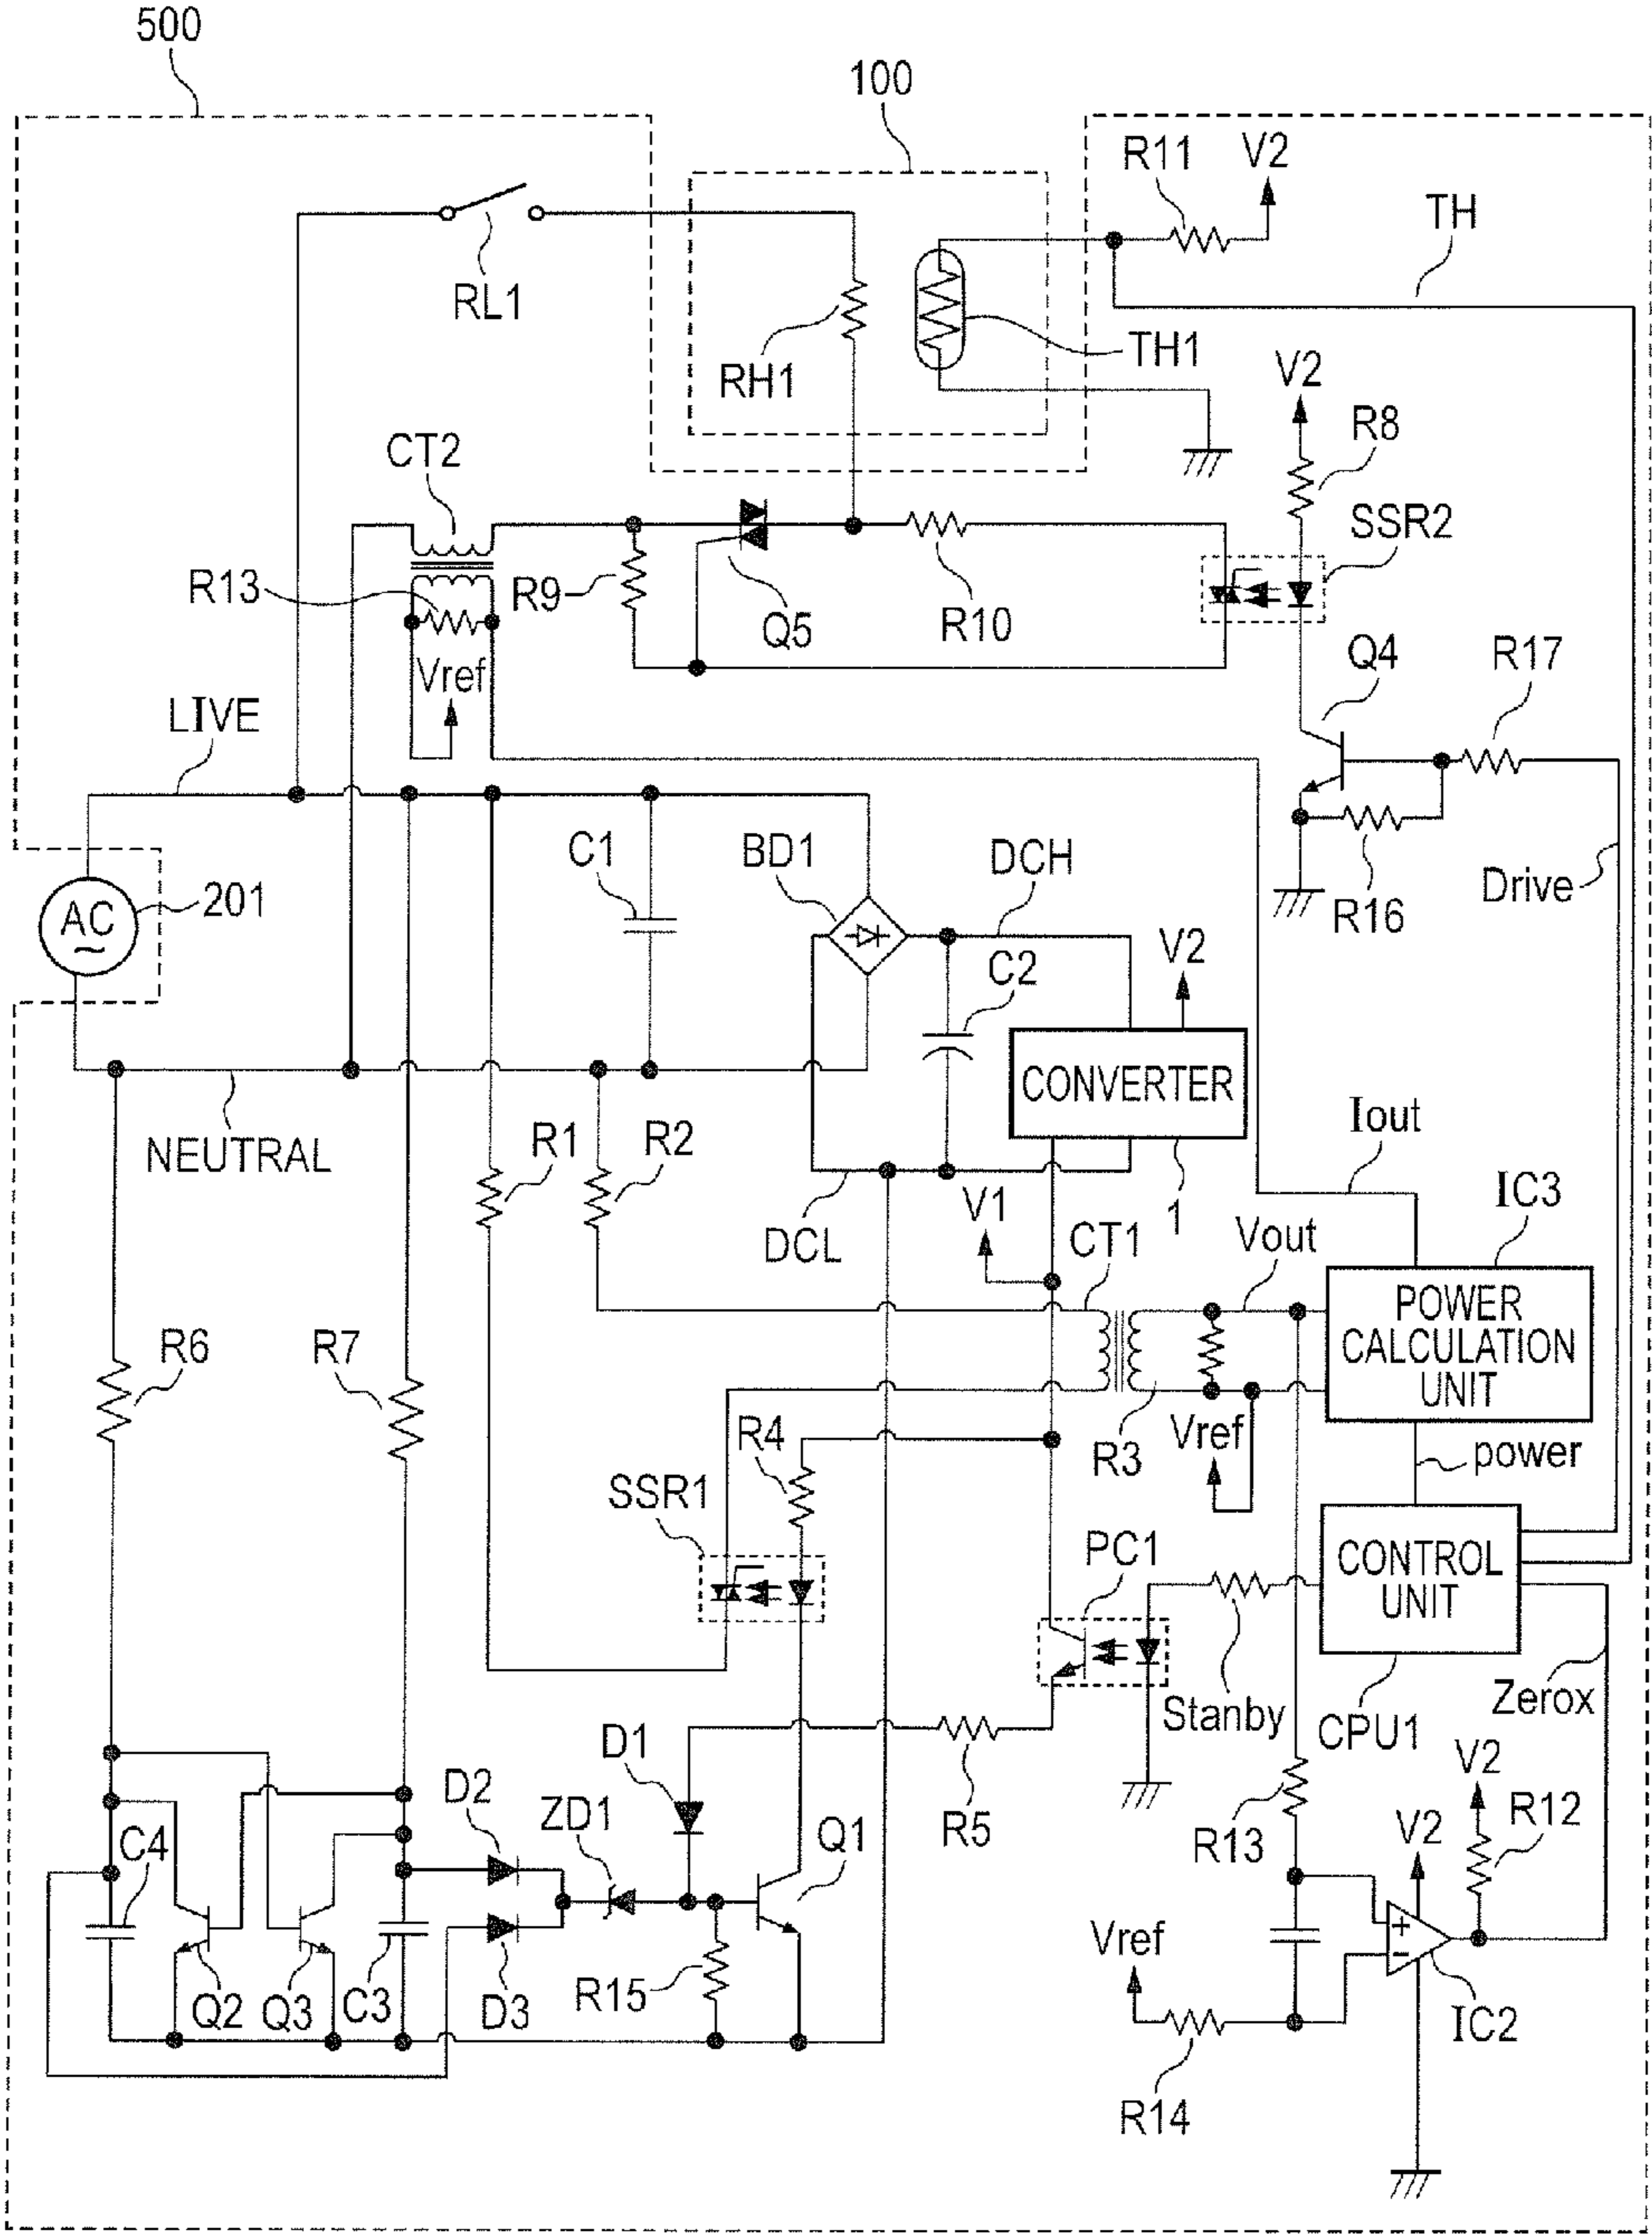 500
100
R11
V2
TH
RL1
RH1
TH1
V2
R8
CT2
SSR2
R13
R9
Q5
R10
Q4
R17
Vref
LIVE
C1
BD1
DCH
Drive
R16
AC
~
201
C2
V2
CONVERTER
NEUTRAL
R1
R2
Iout
V1
1
IC3
DCL
CT1
Vout
POWER
CALCULATION
UNIT
R6
R7
R4
R3
Vref
power
SSR1
PC1
CONTROL
UNIT
Stanby
Zerox
CPU1
D1
V2
D2
ZD1
R5
R13
V2
R12
C4
Q1
Vref
+
-
Q2
Q3
C3
D3
R15
IC2
R14